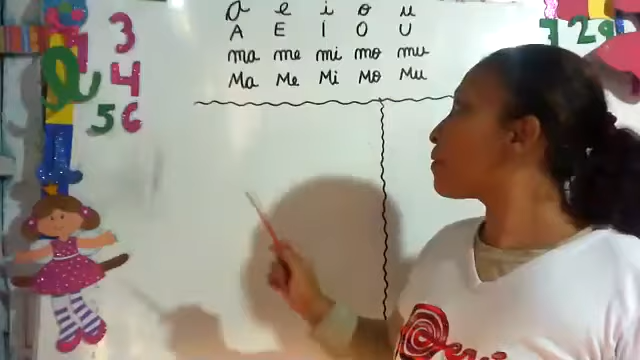 a e i o u
A E I O U
ma me mi mo mu
Ma Me Mi Mo Mu
3
4
5 6